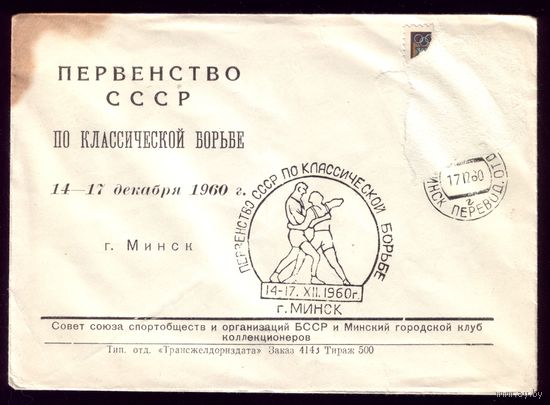 ПЕРВЕНСТВО
СССР
ПО КЛАССИЧЕСКОЙ БОРЬБЕ
14—17 декабря 1960 г.
г. Минск
ПЕРВЕНСТВО СССР ПО КЛАССИЧЕСКОЙ БОРЬБЕ
14-17. XII. 1960г.
г. МИНСК
17 12 60
г
МИНСК ПЕРЕВОД. ОТД
Совет союза спортобществ и организаций БССР и Минский городской клуб
коллекционеров
Тип. отд. «Трансжелдориздата» Заказ 4143 Тираж 500